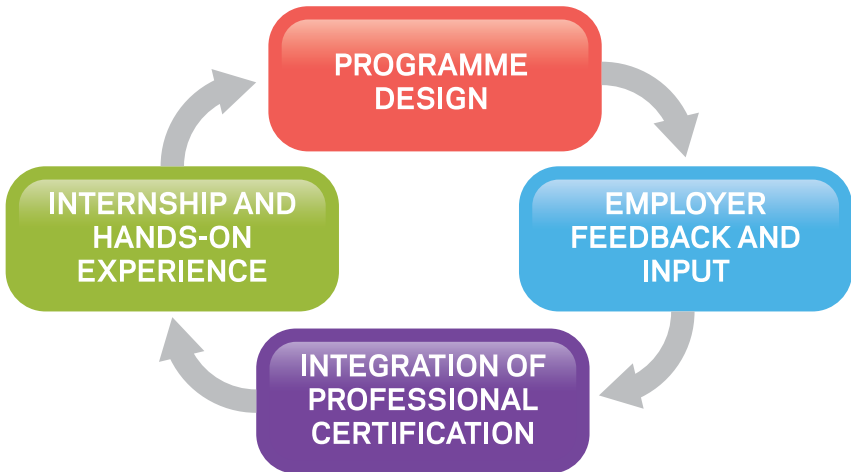 PROGRAMME
DESIGN
EMPLOYER
FEEDBACK AND
INPUT
INTEGRATION OF
PROFESSIONAL
CERTIFICATION
INTERNSHIP AND
HANDS-ON
EXPERIENCE